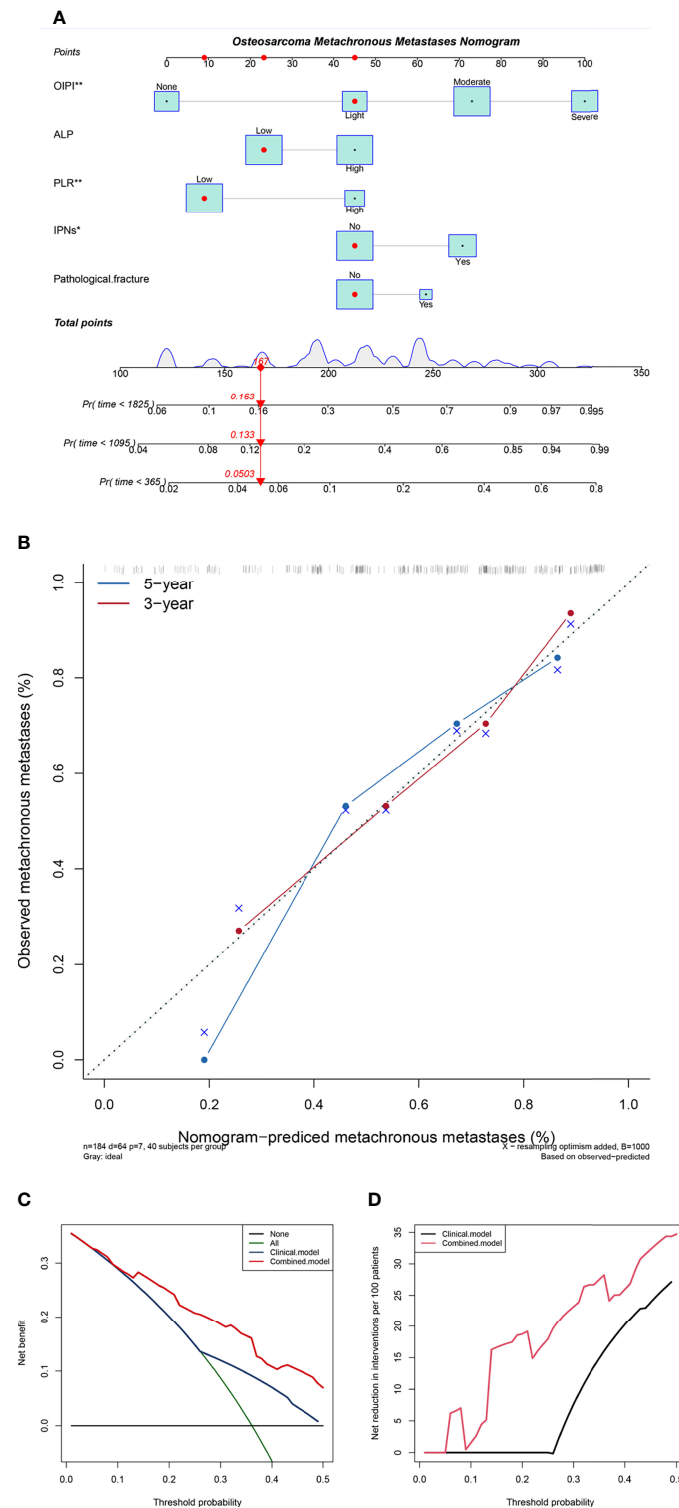 A
Osteosarcoma Metachronous Metastases Nomogram
Points
0 10 20 30 40 50 60 70 80 90 100
OIPI**
None
Light
Moderate
Severe
ALP
Low
High
PLR**
Low
High
IPNs*
No
Yes
Pathological.fracture
No
Yes
Total points
167
100 150 200 250 300 350
0.163
Pr( time < 1825)
0.06 0.1 0.16 0.3 0.5 0.7 0.9 0.97 0.995
0.133
Pr( time < 1095)
0.04 0.08 0.12 0.2 0.4 0.6 0.85 0.94 0.99
0.0503
Pr( time < 365)
0.02 0.04 0.06 0.1 0.2 0.4 0.6 0.8
B
5−year
3−year
Observed metachronous metastases (%)
0.0 0.2 0.4 0.6 0.8 1.0
0.0 0.2 0.4 0.6 0.8 1.0
Nomogram−prediced metachronous metastases (%)
n=184 d=64 p=7, 40 subjects per group
Gray: ideal
X − resampling optimism added, B=1000
Based on observed−predicted
C
None
All
Clinical.model
Combined.model
Net benefit
0.0 0.1 0.2 0.3
0.0 0.1 0.2 0.3 0.4 0.5
Threshold probability
D
Clinical.model
Combined.model
Net reduction in interventions per 100 patients
0 5 10 15 20 25 30 35
0.0 0.1 0.2 0.3 0.4 0.5
Threshold probability